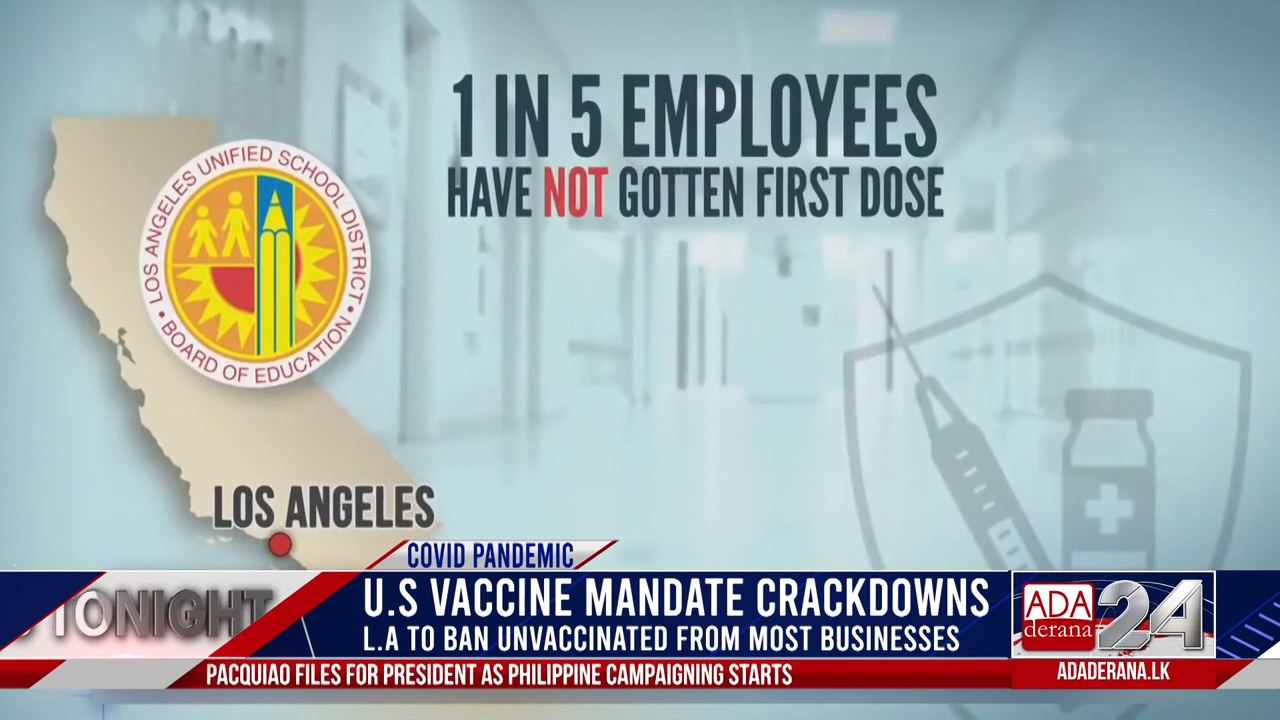 1 IN 5 EMPLOYEES
HAVE NOT GOTTEN FIRST DOSE
LOS ANGELES UNIFIED SCHOOL DISTRICT
• BOARD OF EDUCATION •
LOS ANGELES
COVID PANDEMIC
TONIGHT
U.S VACCINE MANDATE CRACKDOWNS
L.A TO BAN UNVACCINATED FROM MOST BUSINESSES
ADA
derana
24
PACQUIAO FILES FOR PRESIDENT AS PHILIPPINE CAMPAIGNING STARTS
ADADERANA.LK